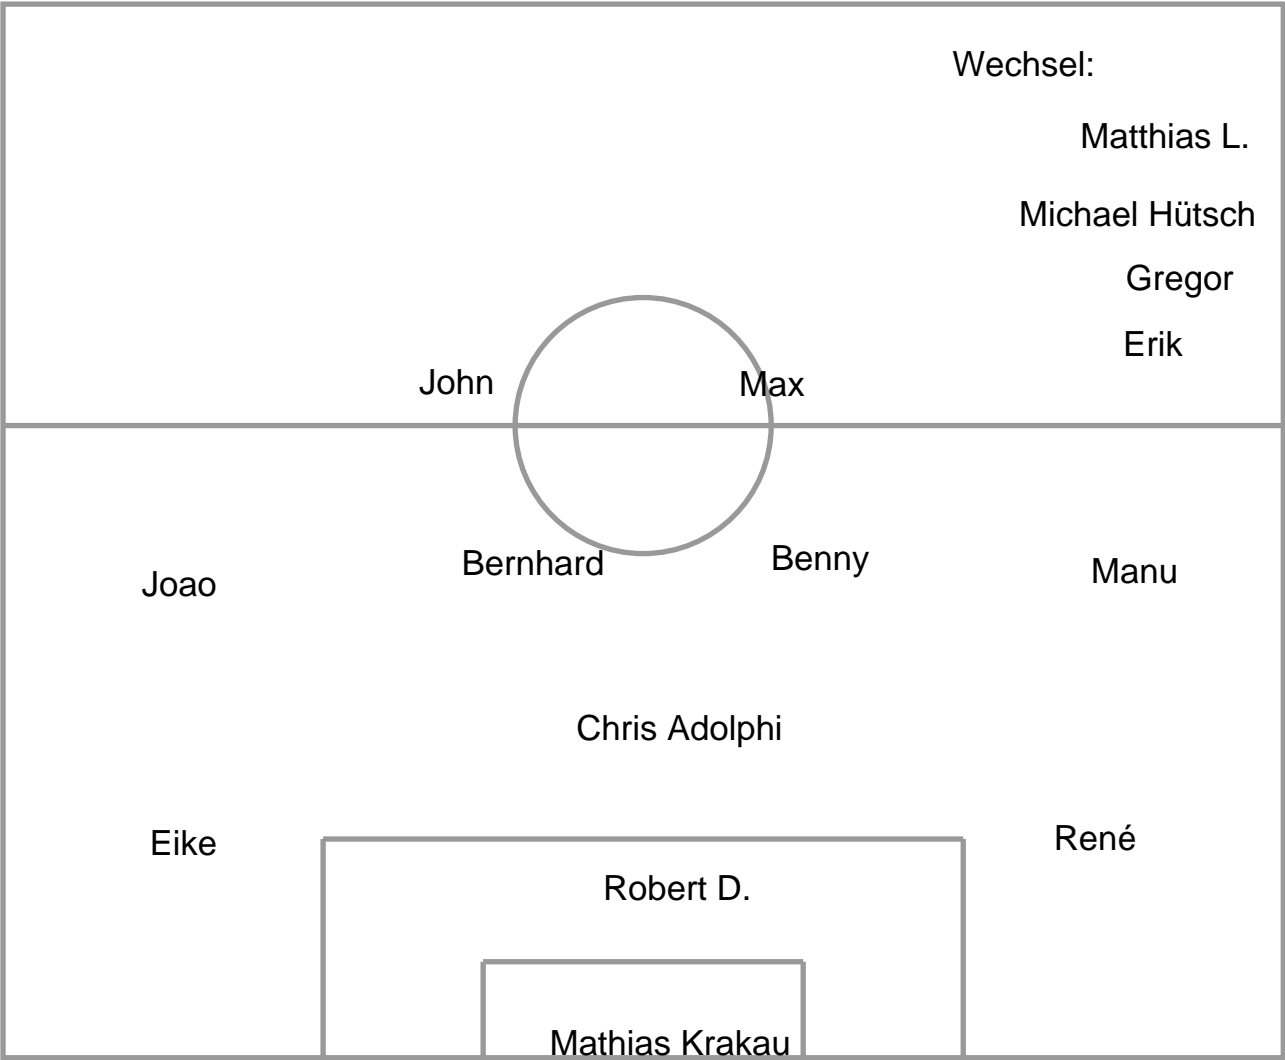 Wechsel:
Matthias L.
Michael Hütsch
Gregor
Erik
John
Max
Bernhard
Benny
Manu
Joao
Chris Adolphi
Eike
René
Robert D.
Mathias Krakau